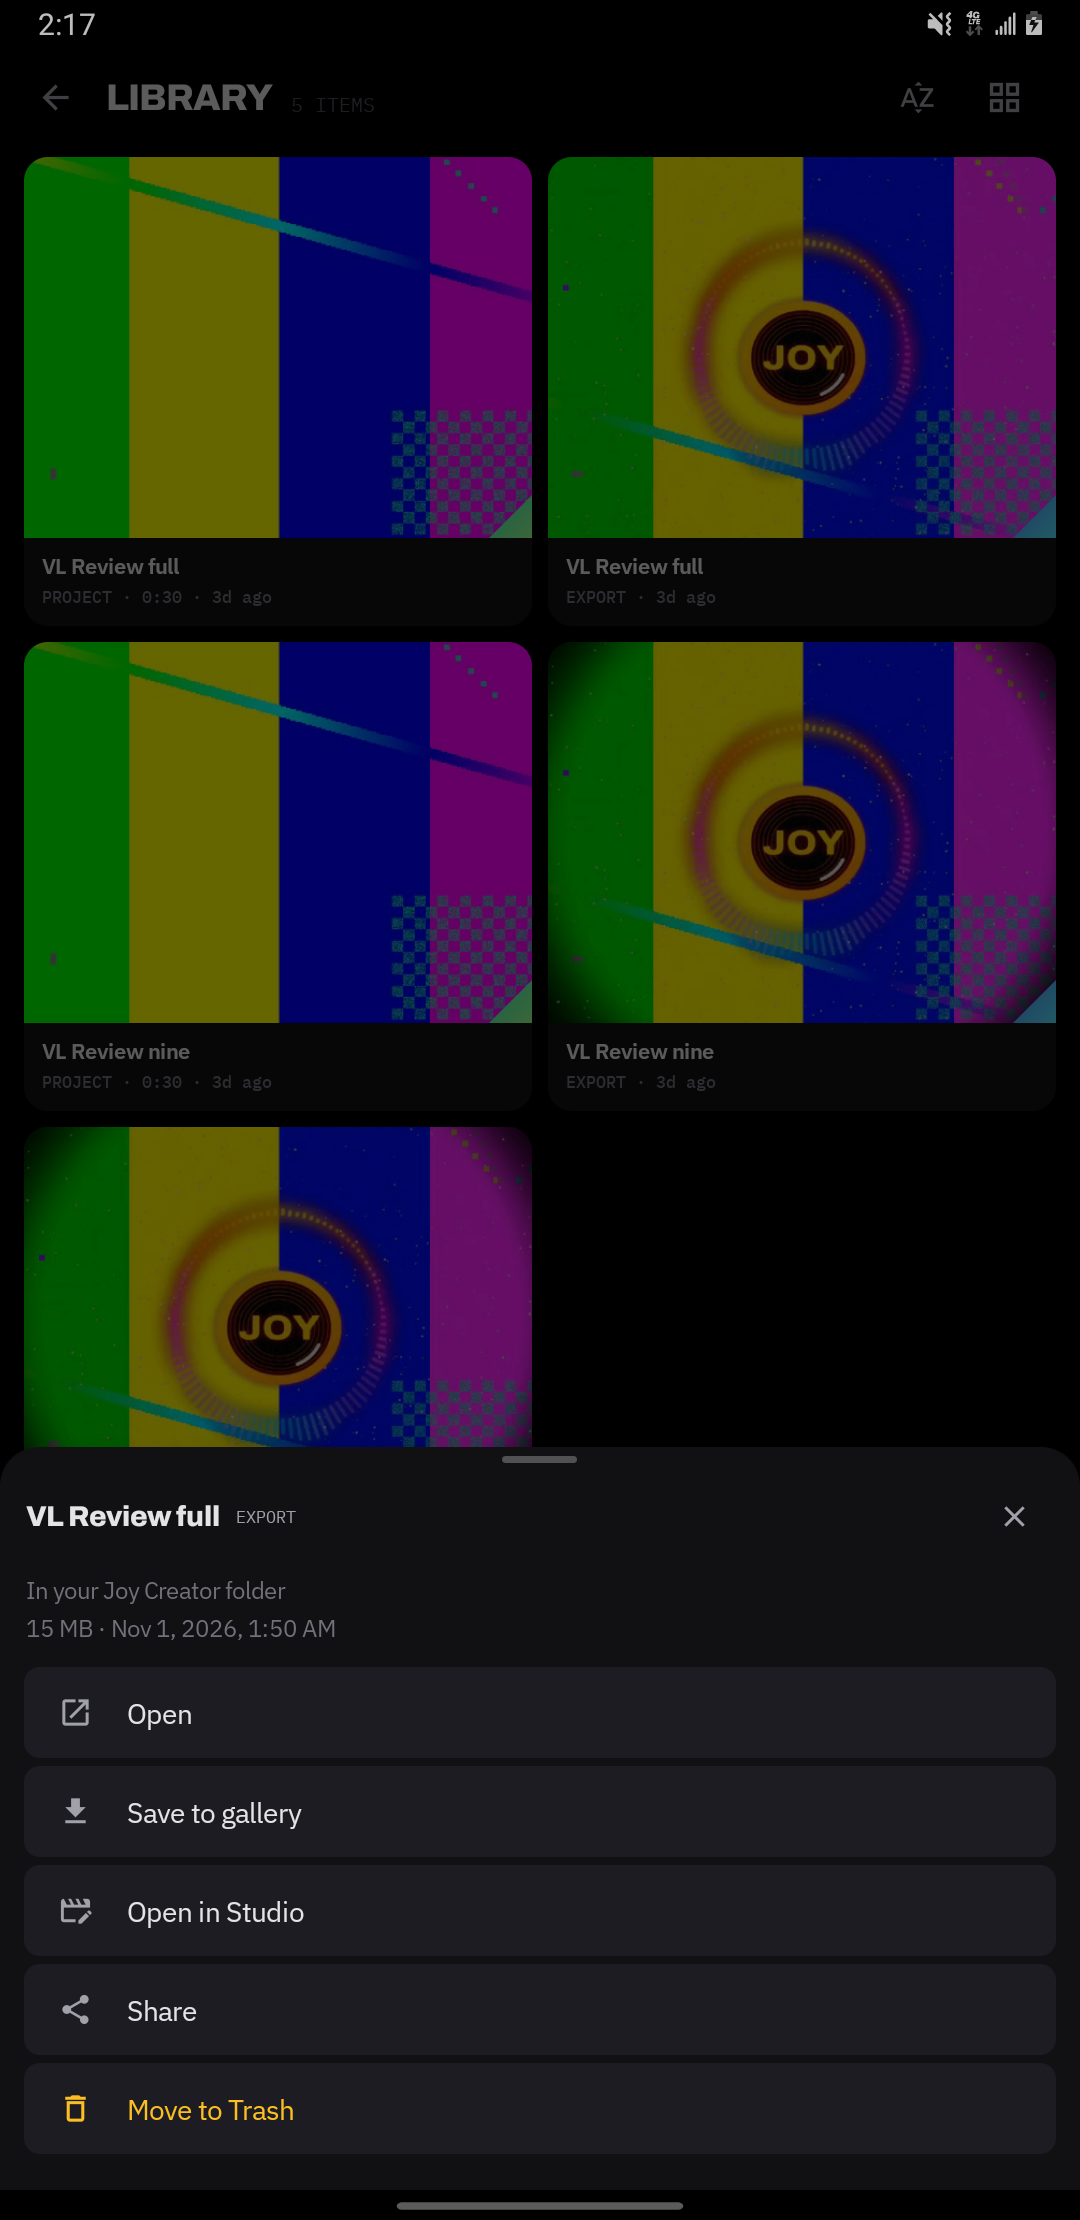 2:17
4G
LTE
LIBRARY 5 ITEMS
AZ
JOY
VL Review full
PROJECT · 0:30 · 3d ago
VL Review full
EXPORT · 3d ago
JOY
VL Review nine
PROJECT · 0:30 · 3d ago
VL Review nine
EXPORT · 3d ago
JOY
VL Review full EXPORT
In your Joy Creator folder
15 MB · Nov 1, 2026, 1:50 AM
Open
Save to gallery
Open in Studio
Share
Move to Trash